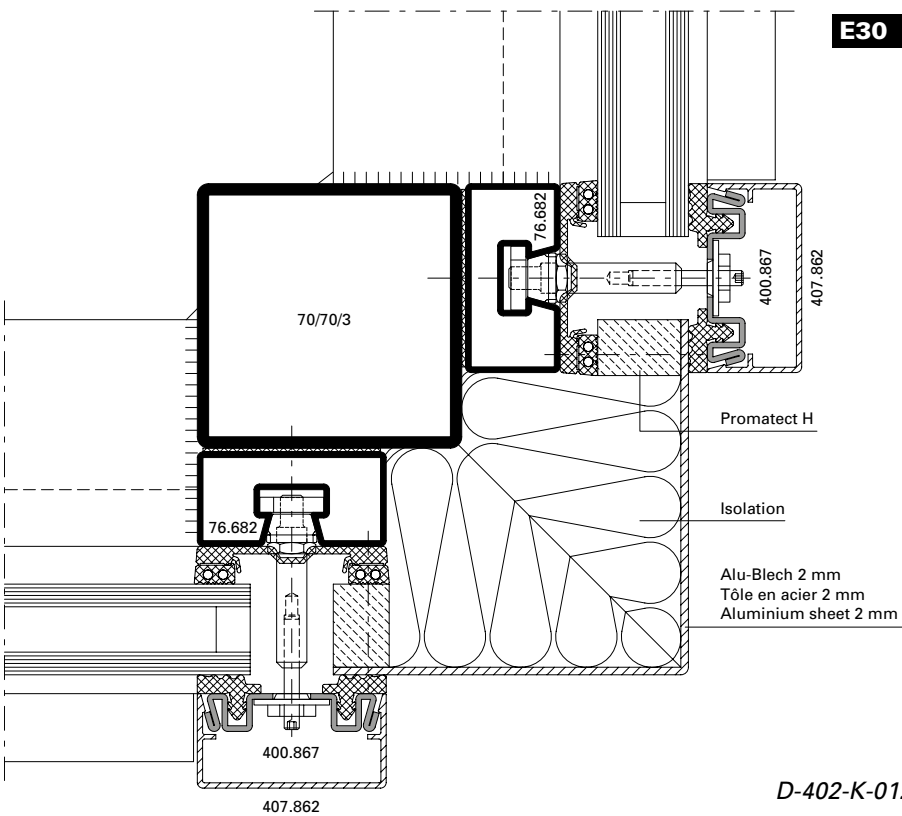 E30
76.682
400.867
407.862
70/70/3
Promatect H
Isolation
76.682
Alu-Blech 2 mm
Tôle en acier 2 mm
Aluminium sheet 2 mm
400.867
407.862